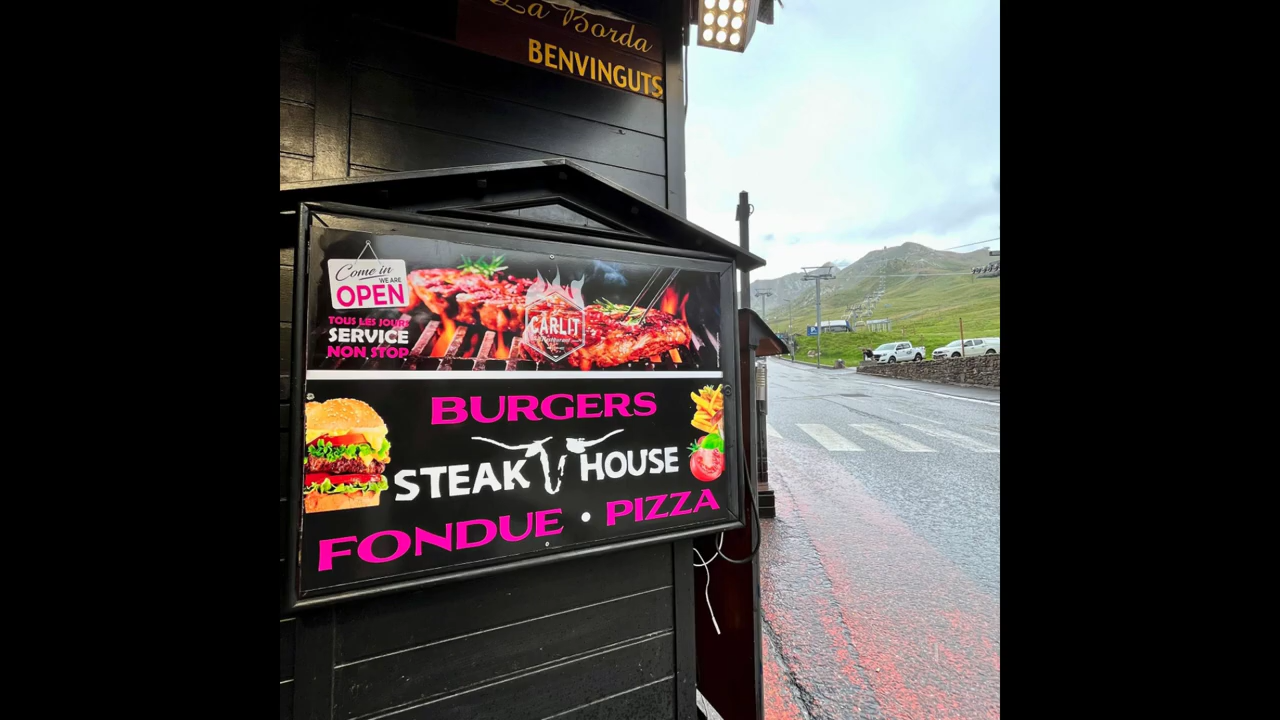 La Borda
BENVINGUTS
Come in
WE ARE
OPEN
TOUS LES JOURS
SERVICE
NON STOP
CARLIT
BURGERS
STEAK HOUSE
FONDUE • PIZZA
P